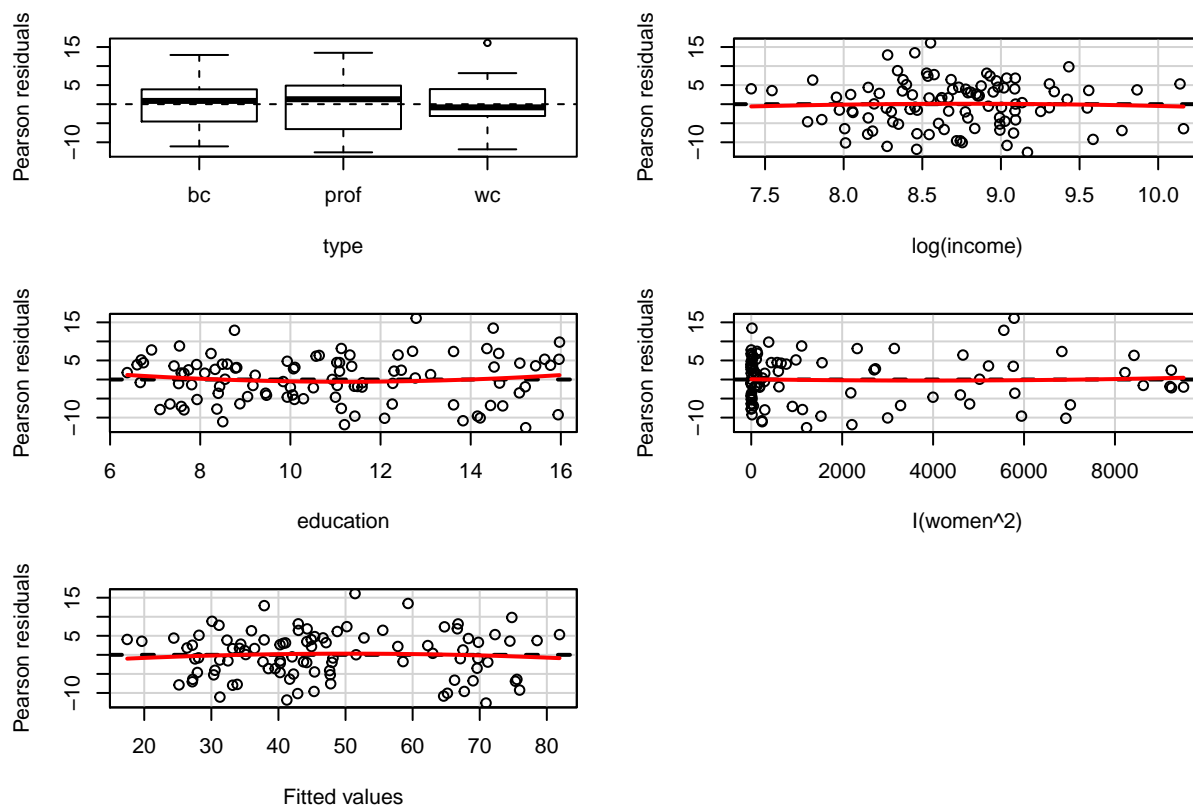 Pearson residuals
-10 5 15
bc prof wc
type
Pearson residuals
-10 5 15
7.5 8.0 8.5 9.0 9.5 10.0
log(income)
Pearson residuals
-10 5 15
6 8 10 12 14 16
education
Pearson residuals
-10 5 15
0 2000 4000 6000 8000
I(women^2)
Pearson residuals
-10 5 15
20 30 40 50 60 70 80
Fitted values